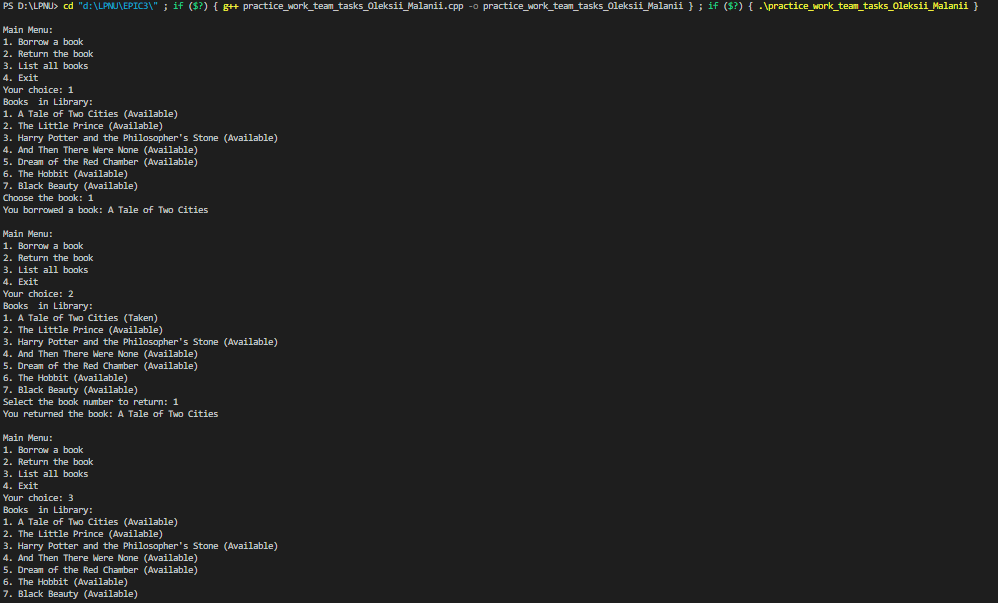 PS D:\LPNU> cd "d:\LPNU\EPIC3\" ; if ($?) { g++ practice_work_team_tasks_Oleksii_Malanii.cpp -o practice_work_team_tasks_Oleksii_Malanii } ; if ($?) { .\practice_work_team_tasks_Oleksii_Malanii }
Main Menu:
1. Borrow a book
2. Return the book
3. List all books
4. Exit
Your choice: 1
Books  in Library:
1. A Tale of Two Cities (Available)
2. The Little Prince (Available)
3. Harry Potter and the Philosopher's Stone (Available)
4. And Then There Were None (Available)
5. Dream of the Red Chamber (Available)
6. The Hobbit (Available)
7. Black Beauty (Available)
Choose the book: 1
You borrowed a book: A Tale of Two Cities
Main Menu:
1. Borrow a book
2. Return the book
3. List all books
4. Exit
Your choice: 2
Books  in Library:
1. A Tale of Two Cities (Taken)
2. The Little Prince (Available)
3. Harry Potter and the Philosopher's Stone (Available)
4. And Then There Were None (Available)
5. Dream of the Red Chamber (Available)
6. The Hobbit (Available)
7. Black Beauty (Available)
Select the book number to return: 1
You returned the book: A Tale of Two Cities
Main Menu:
1. Borrow a book
2. Return the book
3. List all books
4. Exit
Your choice: 3
Books  in Library:
1. A Tale of Two Cities (Available)
2. The Little Prince (Available)
3. Harry Potter and the Philosopher's Stone (Available)
4. And Then There Were None (Available)
5. Dream of the Red Chamber (Available)
6. The Hobbit (Available)
7. Black Beauty (Available)